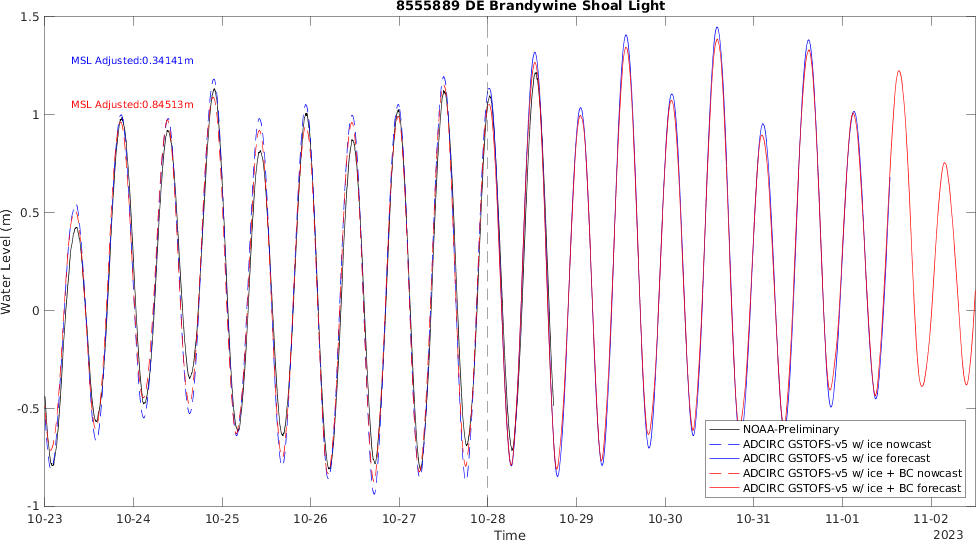 8555889 DE Brandywine Shoal Light
1.5
MSL Adjusted:0.34141m
MSL Adjusted:0.84513m
1
0.5
Water Level (m)
0
-0.5
-1
NOAA-Preliminary
ADCIRC GSTOFS-v5 w/ ice nowcast
ADCIRC GSTOFS-v5 w/ ice forecast
ADCIRC GSTOFS-v5 w/ ice + BC nowcast
ADCIRC GSTOFS-v5 w/ ice + BC forecast
10-23 10-24 10-25 10-26 10-27 10-28 10-29 10-30 10-31 11-01 11-02
Time
2023